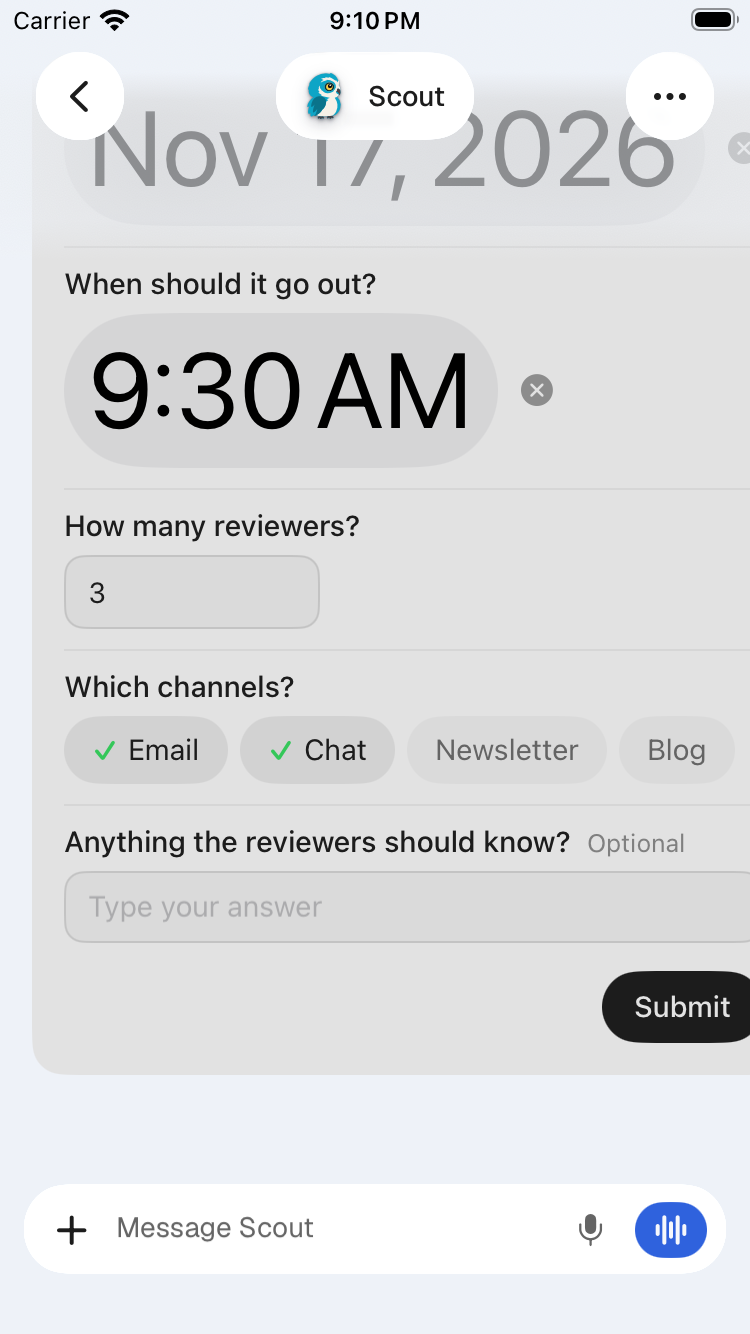 Carrier 9:10 PM
Scout
Nov 17, 2026
When should it go out?
9:30 AM
How many reviewers?
3
Which channels?
Email Chat Newsletter Blog
Anything the reviewers should know? Optional
Type your answer
Submit
Message Scout